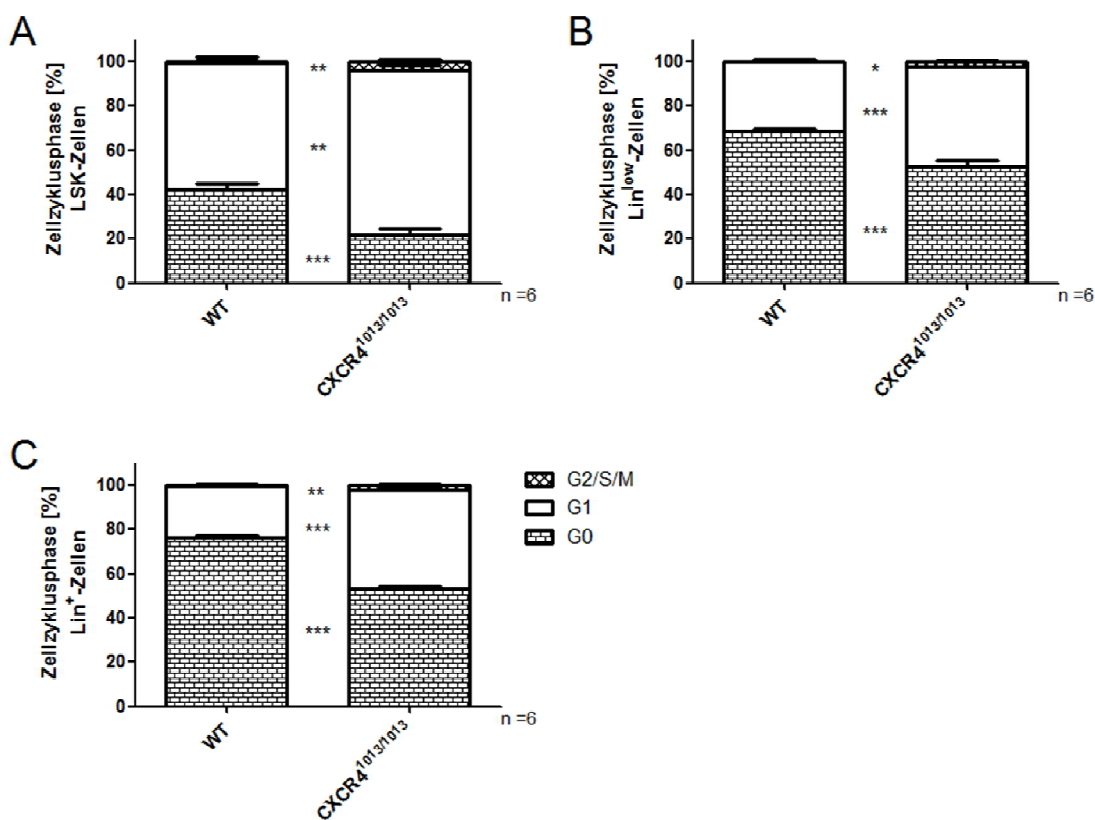 A
Zellzyklusphase [%]
LSK-Zellen
100
80
60
40
20
0
**
**
***
WT
CXCR4^1013/1013
n =6
B
Zellzyklusphase [%]
Lin^low-Zellen
100
80
60
40
20
0
*
***
***
WT
CXCR4^1013/1013
n =6
C
Zellzyklusphase [%]
Lin^+-Zellen
100
80
60
40
20
0
**
***
***
WT
CXCR4^1013/1013
n =6
G2/S/M
G1
G0